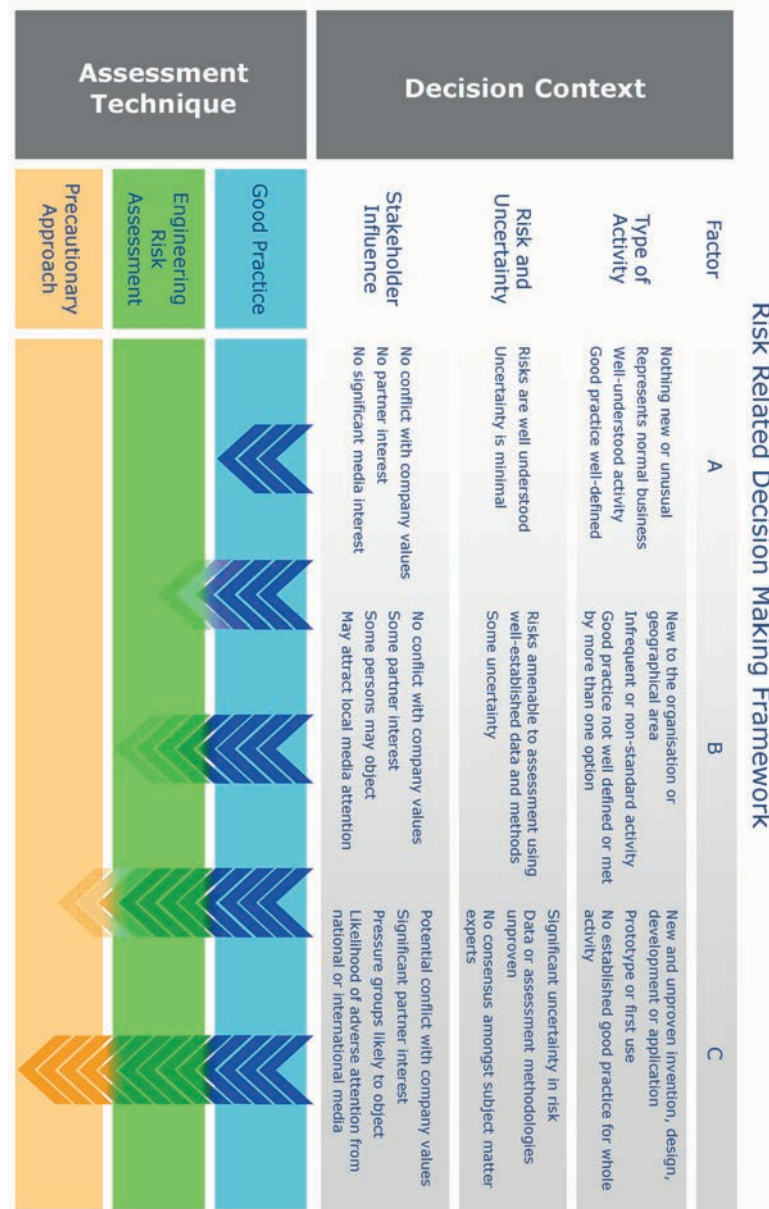 Risk Related Decision Making Framework
Decision Context
Factor
A
B
C
Type of
Activity
Nothing new or unusual
Represents normal business
Well-understood activity
Good practice well-defined
New to the organisation or
geographical area
Infrequent or non-standard activity
Good practice not well defined or met
by more than one option
New and unproven invention, design,
development or application
Prototype or first use
No established good practice for whole
activity
Risk and
Uncertainty
Risks are well understood
Uncertainty is minimal
Risks amenable to assessment using
well-established data and methods
Some uncertainty
Significant uncertainty in risk
Data or assessment methodologies
unproven
No consensus amongst subject matter
experts
Stakeholder
Influence
No conflict with company values
No partner interest
No significant media interest
No conflict with company values
Some partner interest
Some persons may object
May attract local media attention
Potential conflict with company values
Significant partner interest
Pressure groups likely to object
Likelihood of adverse attention from
national or international media
Assessment
Technique
Good Practice
Engineering
Risk
Assessment
Precautionary
Approach